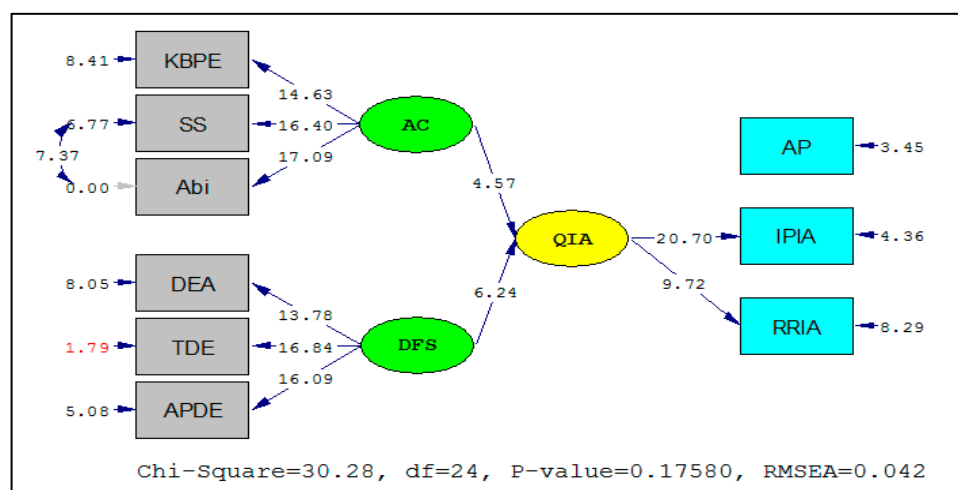 8.41 KBPE
14.63
6.77 SS
16.40 AC
7.37
17.09
0.00 Abi
4.57
AP 3.45
QIA 20.70 IPIA 4.36
9.72
6.24
8.05 DEA
13.78
1.79 TDE 16.84 DFS
RRIA 8.29
16.09
5.08 APDE
Chi-Square=30.28, df=24, P-value=0.17580, RMSEA=0.042